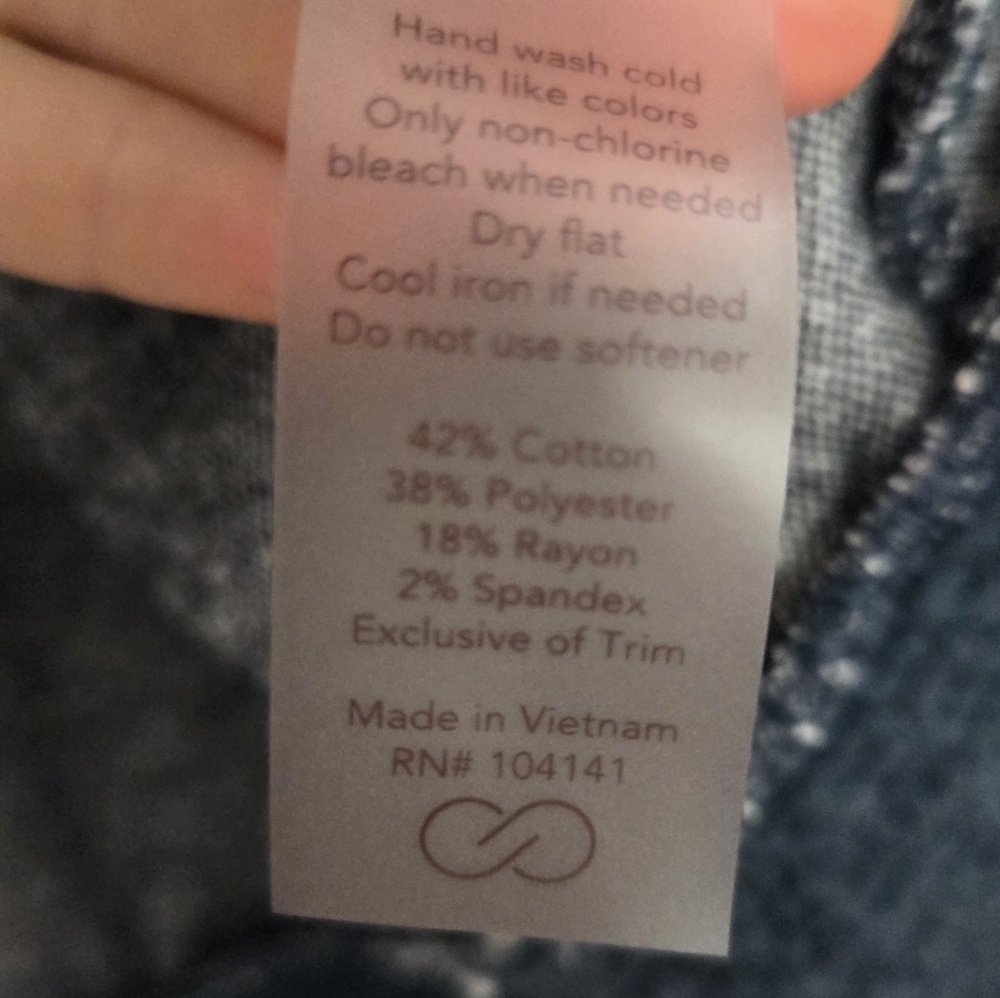 Hand wash cold
with like colors
Only non-chlorine
bleach when needed
Dry flat
Cool iron if needed
Do not use softener
42% Cotton
38% Polyester
18% Rayon
2% Spandex
Exclusive of Trim
Made in Vietnam
RN# 104141